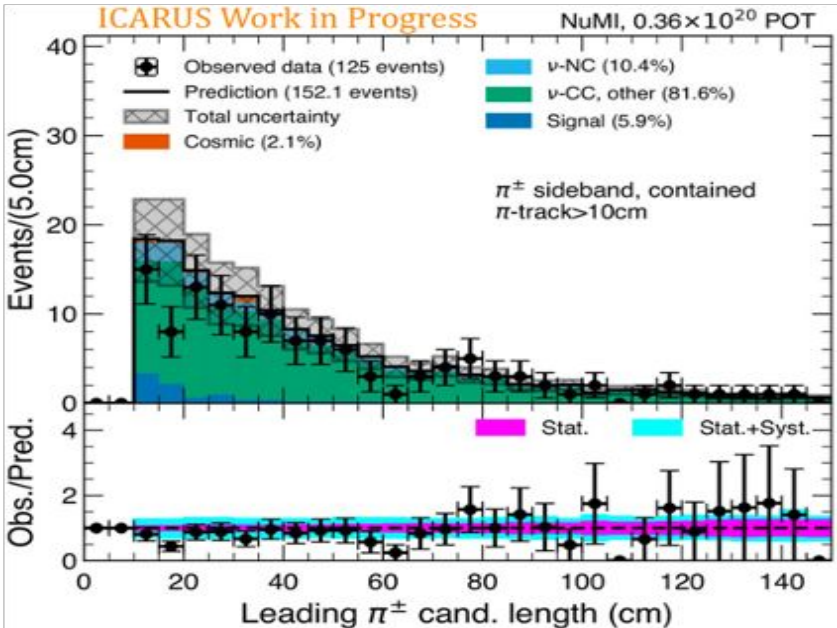 ICARUS Work in Progress
NuMI, 0.36×10²⁰ POT
40
30
20
10
0
Events/(5.0cm)
Observed data (125 events)
Prediction (152.1 events)
Total uncertainty
Cosmic (2.1%)
ν-NC (10.4%)
ν-CC, other (81.6%)
Signal (5.9%)
π± sideband, contained
π-track>10cm
4
2
0
Obs./Pred.
Stat.
Stat.+Syst.
0 20 40 60 80 100 120 140
Leading π± cand. length (cm)